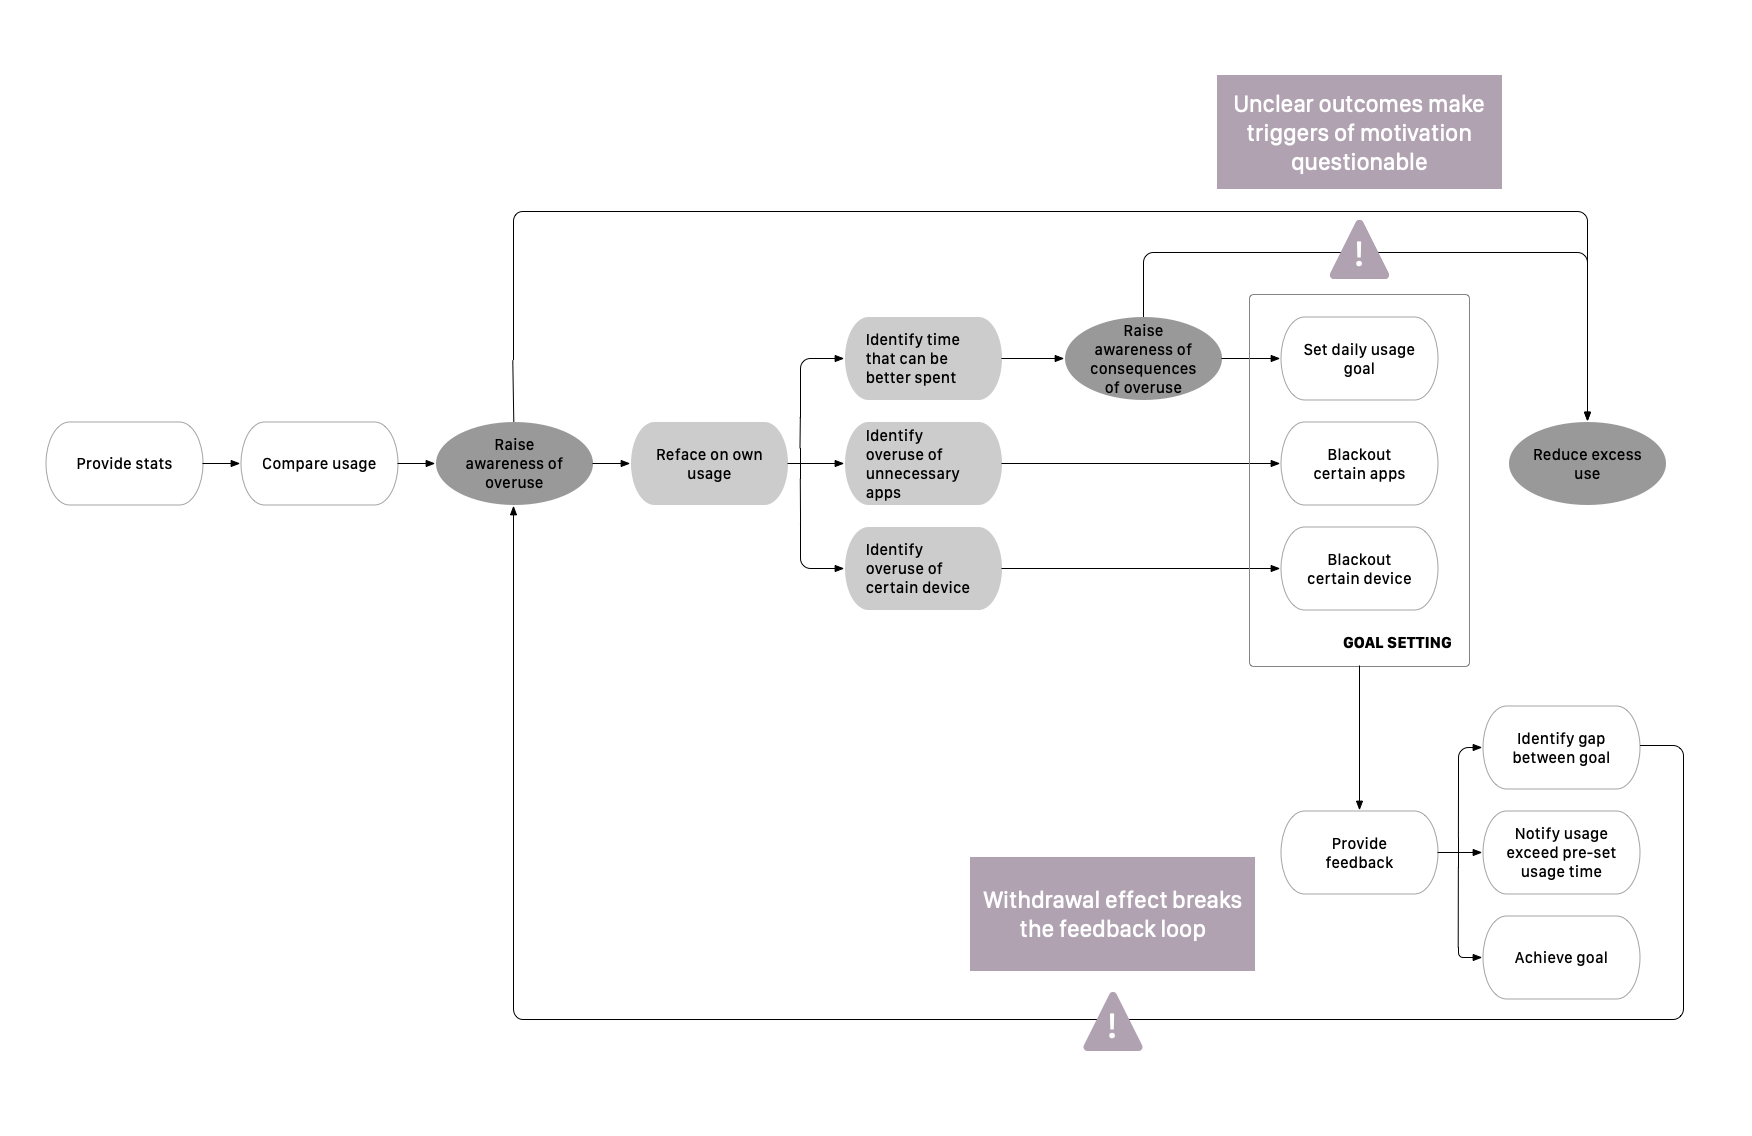 Unclear outcomes make
triggers of motivation
questionable
!
Provide stats
Compare usage
Raise
awareness of
overuse
Reface on own
usage
Identify time
that can be
better spent
Identify
overuse of
unnecessary
apps
Identify
overuse of
certain device
Raise
awareness of
consequences
of overuse
Set daily usage
goal
Blackout
certain apps
Blackout
certain device
GOAL SETTING
Reduce excess
use
Provide
feedback
Identify gap
between goal
Notify usage
exceed pre-set
usage time
Achieve goal
Withdrawal effect breaks
the feedback loop
!